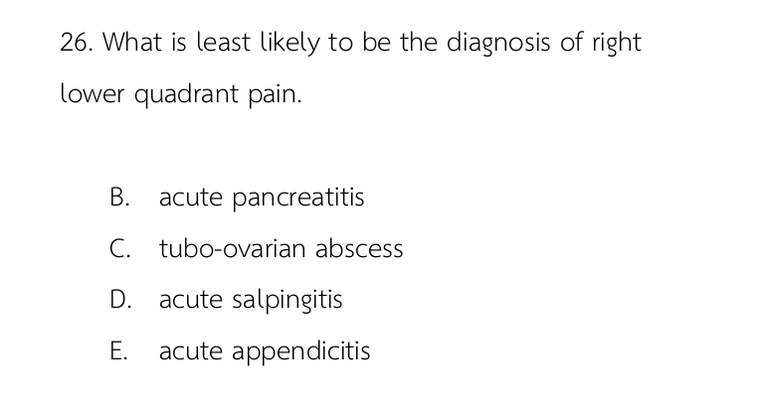 26. What is least likely to be the diagnosis of right
lower quadrant pain.
B. acute pancreatitis
C. tubo-ovarian abscess
D. acute salpingitis
E. acute appendicitis